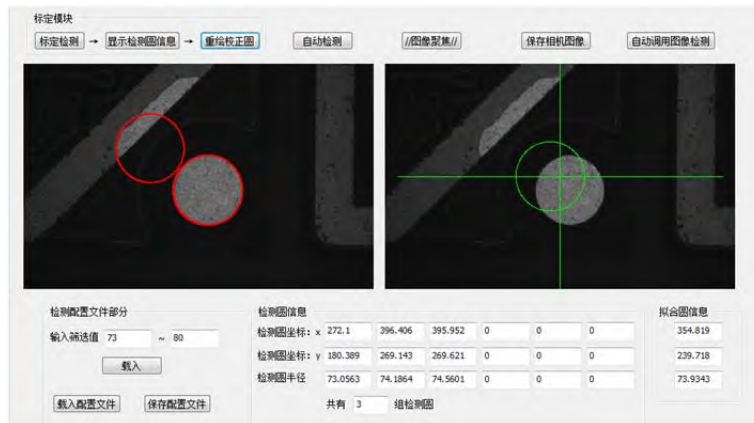 标定模块
标定检测 → 显示检测圆信息 → 重绘校正圆 自动检测 //图像聚焦// 保存相机图像 自动调用图像检测
检测配置文件部分 检测圆信息 拟合圆信息
输入筛选值 73 ~ 80 检测圆坐标: x 272.1 396.406 395.952 0 0 0 354.819
载入 检测圆坐标: y 180.389 269.143 269.621 0 0 0 239.718
检测圆半径 73.0563 74.1864 74.5601 0 0 0 73.9343
载入配置文件 保存配置文件 共有 3 组检测圆